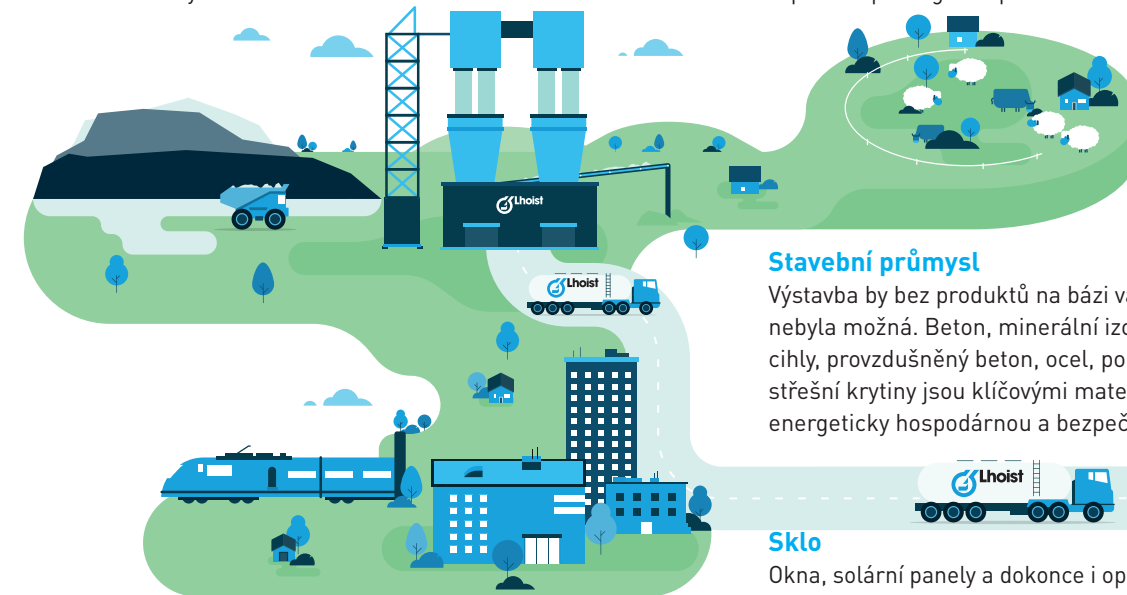 Lhoist
Lhoist
Stavební průmysl
Výstavba by bez produktů na bázi
nebyla možná. Beton, minerální
cihly, provzdušněný beton, ocel,
střešní krytiny jsou klíčovými
energeticky hospodárnou a
Lhoist
Sklo
Okna, solární panely a dokonce i